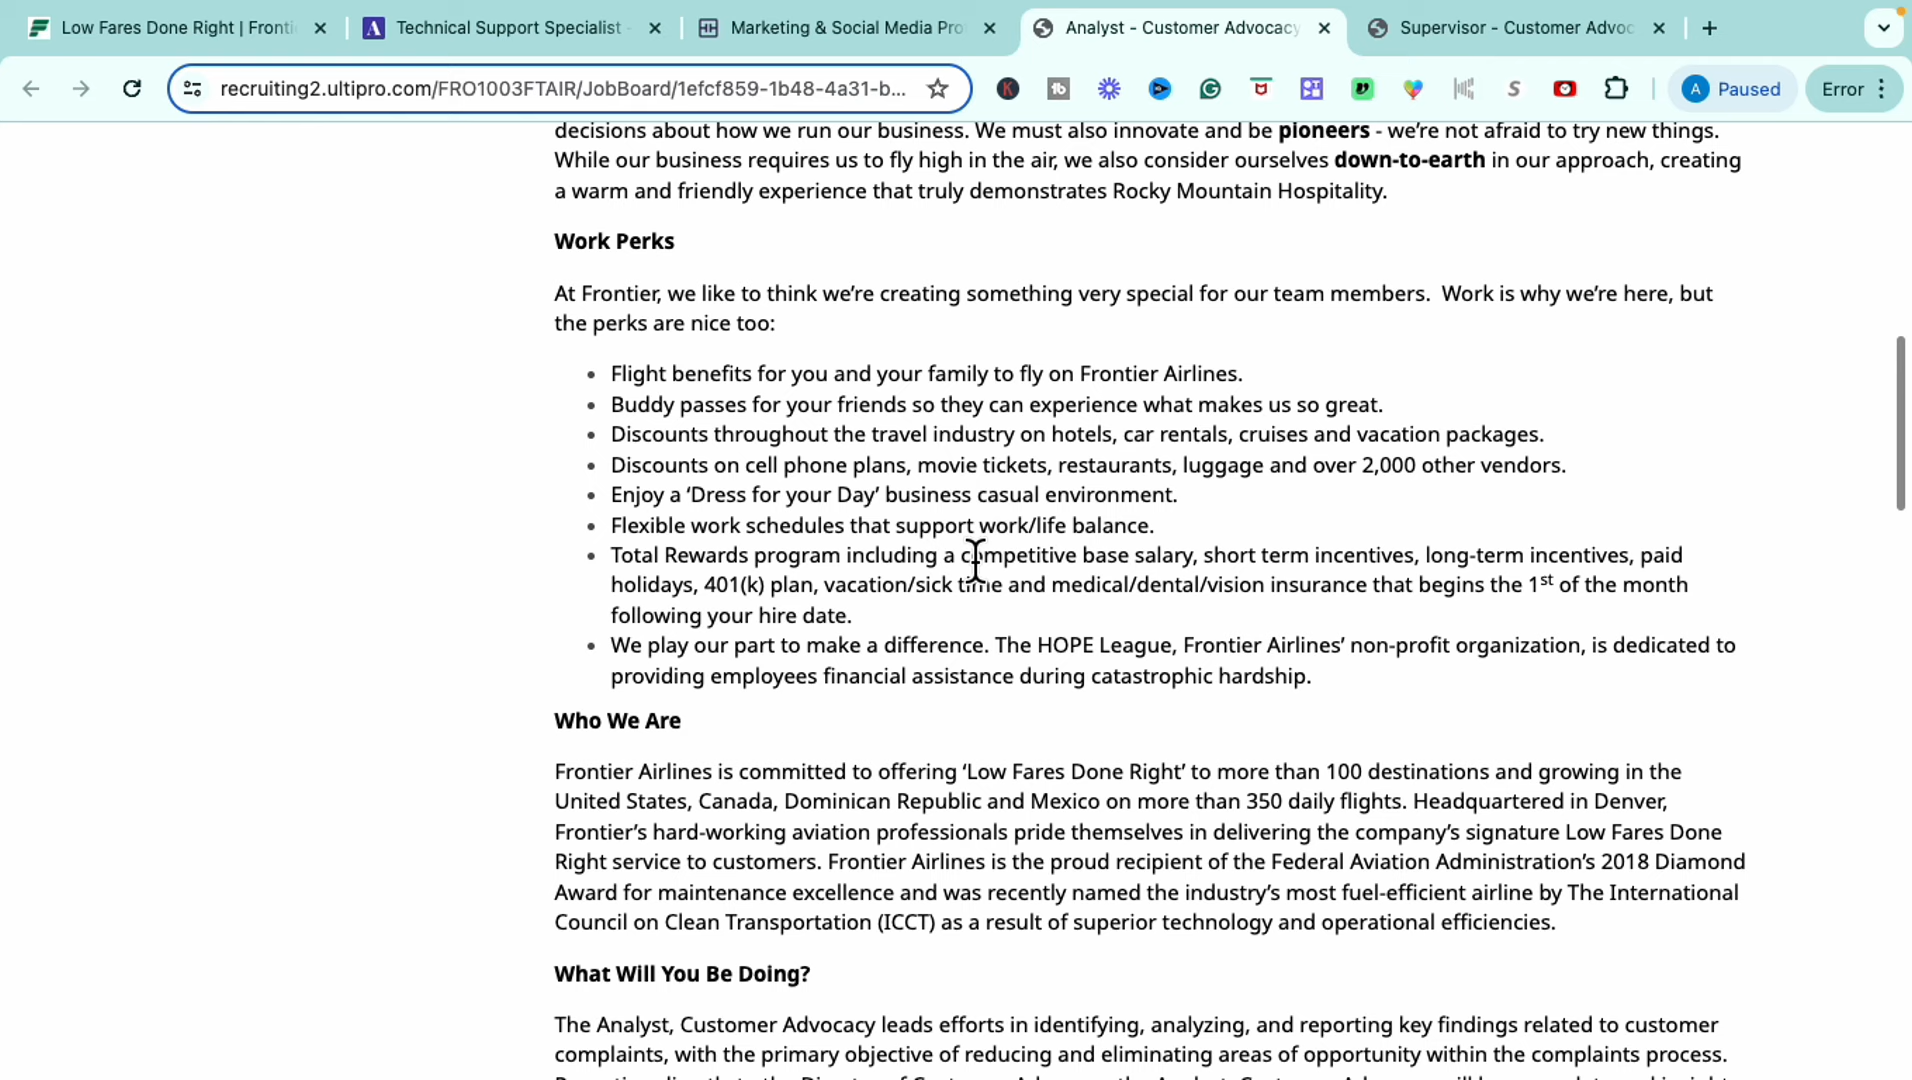 Low Fares Done Right | Fronti
Technical Support Specialist -
Marketing & Social Media Pro
Analyst - Customer Advocacy
Supervisor - Customer Advoc
recruiting2.ultipro.com/FRO1003FTAIR/JobBoard/1efcf859-1b48-4a31-b...
A Paused
Error
decisions about how we run our business. We must also innovate and be pioneers - we’re not afraid to try new things.
While our business requires us to fly high in the air, we also consider ourselves down-to-earth in our approach, creating
a warm and friendly experience that truly demonstrates Rocky Mountain Hospitality.
Work Perks
At Frontier, we like to think we’re creating something very special for our team members.  Work is why we’re here, but
the perks are nice too:
• Flight benefits for you and your family to fly on Frontier Airlines.
• Buddy passes for your friends so they can experience what makes us so great.
• Discounts throughout the travel industry on hotels, car rentals, cruises and vacation packages.
• Discounts on cell phone plans, movie tickets, restaurants, luggage and over 2,000 other vendors.
• Enjoy a ‘Dress for your Day’ business casual environment.
• Flexible work schedules that support work/life balance.
• Total Rewards program including a competitive base salary, short term incentives, long-term incentives, paid
holidays, 401(k) plan, vacation/sick time and medical/dental/vision insurance that begins the 1st of the month
following your hire date.
• We play our part to make a difference. The HOPE League, Frontier Airlines’ non-profit organization, is dedicated to
providing employees financial assistance during catastrophic hardship.
Who We Are
Frontier Airlines is committed to offering ‘Low Fares Done Right’ to more than 100 destinations and growing in the
United States, Canada, Dominican Republic and Mexico on more than 350 daily flights. Headquartered in Denver,
Frontier’s hard-working aviation professionals pride themselves in delivering the company’s signature Low Fares Done
Right service to customers. Frontier Airlines is the proud recipient of the Federal Aviation Administration’s 2018 Diamond
Award for maintenance excellence and was recently named the industry’s most fuel-efficient airline by The International
Council on Clean Transportation (ICCT) as a result of superior technology and operational efficiencies.
What Will You Be Doing?
The Analyst, Customer Advocacy leads efforts in identifying, analyzing, and reporting key findings related to customer
complaints, with the primary objective of reducing and eliminating areas of opportunity within the complaints process.